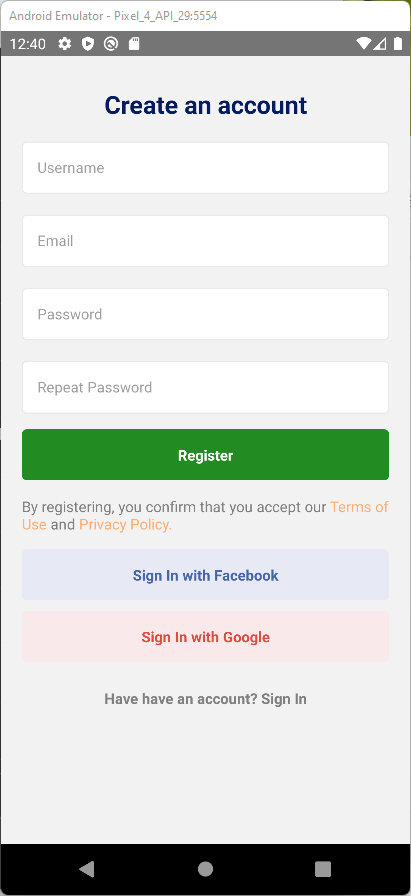 Android Emulator - Pixel_4_API_29:5554
12:40
Create an account
Username
Email
Password
Repeat Password
Register
By registering, you confirm that you accept our Terms of
Use and Privacy Policy.
Sign In with Facebook
Sign In with Google
Have have an account? Sign In